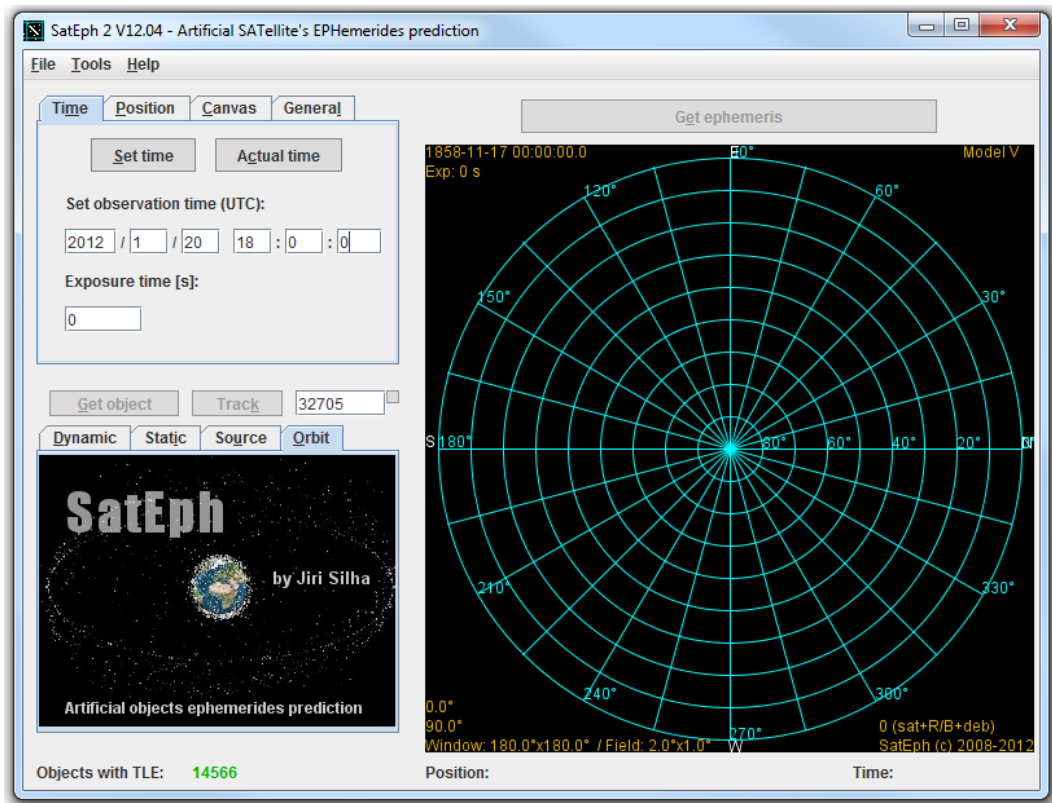 SatEph 2 V12.04 - Artificial SATellite's EPHemerides prediction
File Tools Help
Time Position Canvas General
Set time Actual time
Set observation time (UTC):
2012 / 1 / 20 18 : 0 : 0
Exposure time [s]:
0
Get object Track 32705
Dynamic Static Source Orbit
SatEph
by Jiri Silha
Artificial objects ephemerides prediction
Objects with TLE: 14566
Get ephemeris
1858-11-17 00:00:00.0 E Model V
Exp: 0 s
120° 60°
150° 30°
S 180° 80° 60° 40° 20°
210° 330°
240° 300°
0.0°
90.0° 270° 0 (sat+R/B+deb)
Window: 180.0°x180.0° / Field: 2.0°x1.0° W SatEph (c) 2008-2012
Position: Time: